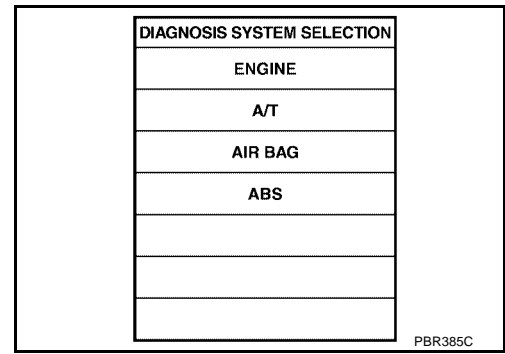 DIAGNOSIS SYSTEM SELECTION
ENGINE
A/T
AIR BAG
ABS
PBR385C